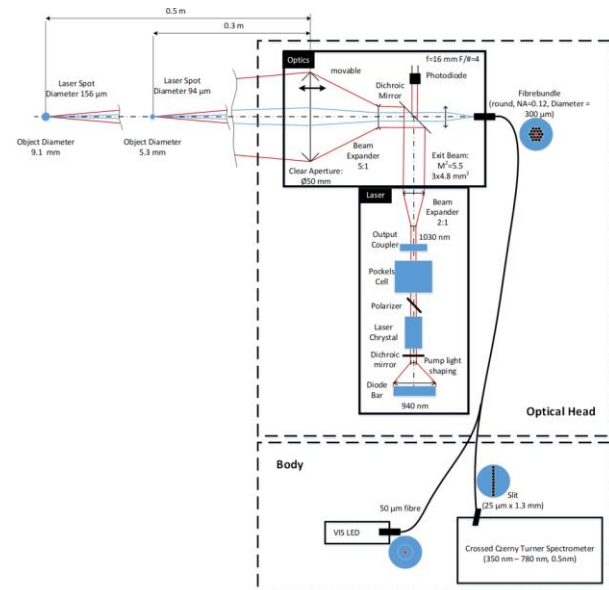 0.5 m
0.3 m
Optics
f=16 mm F/#=4
movable
Photodiode
Dichroic
Mirror
Laser Spot
Diameter 156 µm
Laser Spot
Diameter 94 µm
Fibrebundle
(round, NA=0.12, Diameter =
300 µm)
Object Diameter
9.1 mm
Object Diameter
5.3 mm
Beam
Expander
5:1
Exit Beam:
M²=5.5
3x4.8 mm²
Clear Aperture:
Ø50 mm
Laser
Beam
Expander
2:1
Output
Coupler
1030 nm
Pockels
Cell
Polarizer
Laser
Chrystal
Dichroic
mirror
Pump light
shaping
Diode
Bar
940 nm
Optical Head
Body
Slit
(25 µm x 1.3 mm)
50 µm fibre
VIS LED
Crossed Czerny Turner Spectrometer
(350 nm – 780 nm, 0.5nm)